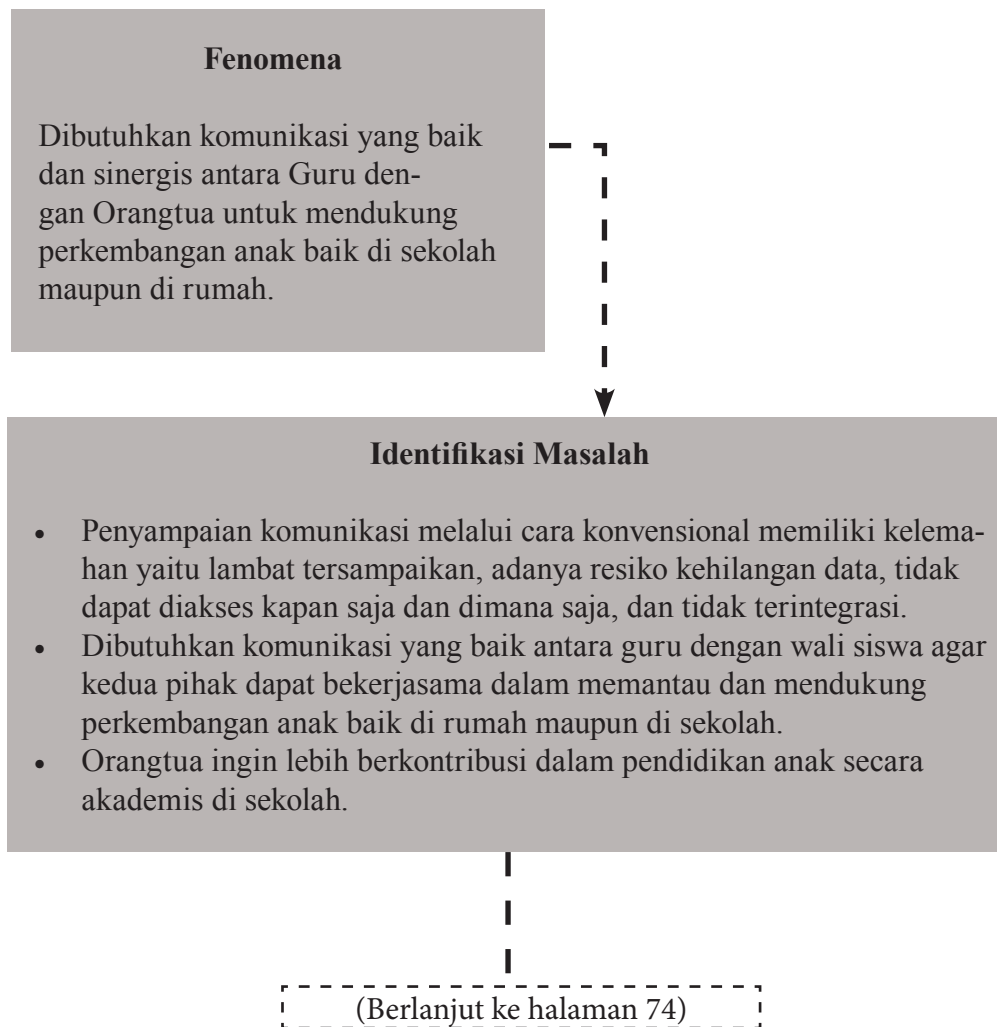 Fenomena
Dibutuhkan komunikasi yang baik
dan sinergis antara Guru den-
gan Orangtua untuk mendukung
perkembangan anak baik di sekolah
maupun di rumah.
Identifikasi Masalah
• Penyampaian komunikasi melalui cara konvensional memiliki kelema-
han yaitu lambat tersampaikan, adanya resiko kehilangan data, tidak
dapat diakses kapan saja dan dimana saja, dan tidak terintegrasi.
• Dibutuhkan komunikasi yang baik antara guru dengan wali siswa agar
kedua pihak dapat bekerjasama dalam memantau dan mendukung
perkembangan anak baik di rumah maupun di sekolah.
• Orangtua ingin lebih berkontribusi dalam pendidikan anak secara
akademis di sekolah.
(Berlanjut ke halaman 74)